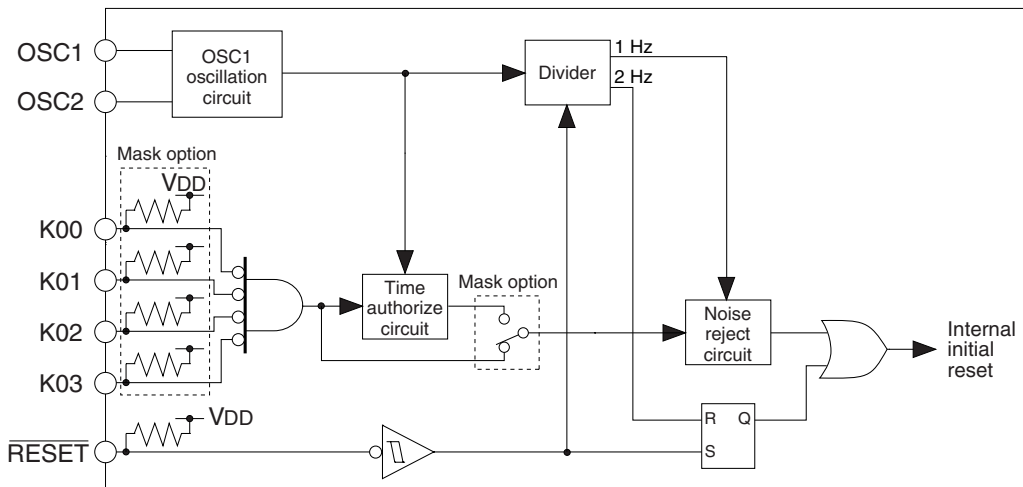 OSC1
OSC2
OSC1
oscillation
circuit
Divider
1 Hz
2 Hz
Mask option
VDD
K00
K01
K02
K03
Time
authorize
circuit
Mask option
Noise
reject
circuit
Internal
initial
reset
VDD
RESET
R Q
S